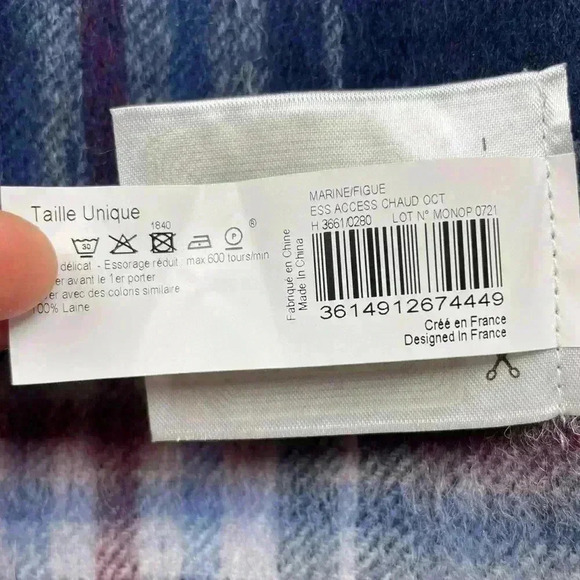 Taille Unique
1840
30
P
®
délicat - Essorage réduit max 600 tours/min
avant le 1er porter
avec des coloris similaire
100% Laine
Fabriqué en Chine
Made In China
MARINE/FIGUE
ESS ACCESS CHAUD OCT
H 3661/0280 LOT N° MONOP 0721
3614912674449
Créé en France
Designed In France